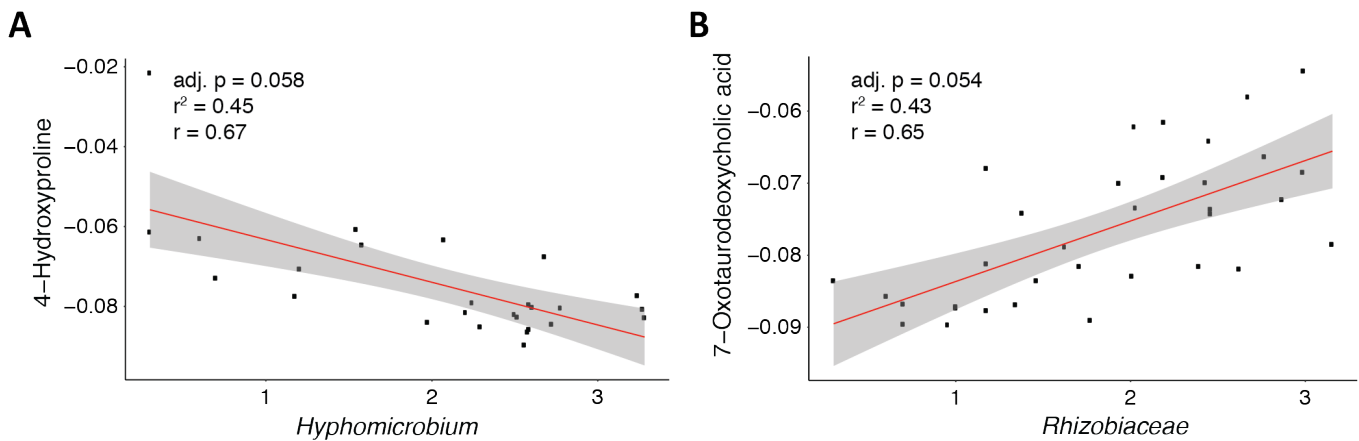 A
4−Hydroxyproline
−0.02
−0.04
−0.06
−0.08
adj. p = 0.058
r² = 0.45
r = 0.67
1 2 3
Hyphomicrobium
B
7−Oxotaurodeoxycholic acid
−0.06
−0.07
−0.08
−0.09
adj. p = 0.054
r² = 0.43
r = 0.65
1 2 3
Rhizobiaceae